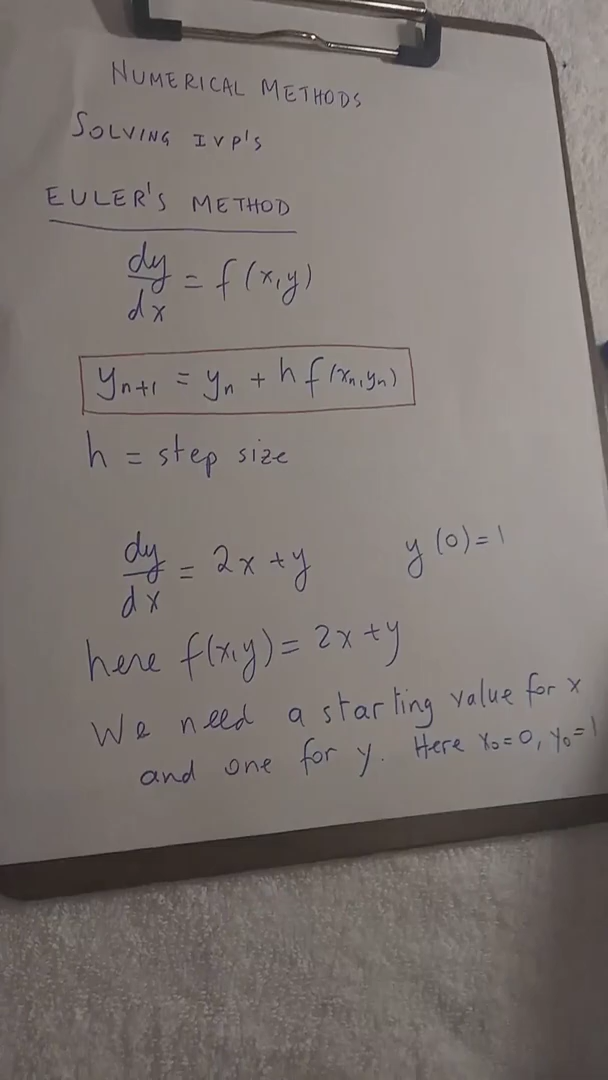 NUMERICAL METHODS
SOLVING IVP'S
EULER'S METHOD
dy/dx = f(x,y)
yn+1 = yn + h f(xn,yn)
h = step size
dy/dx = 2x + y y(0)=1
here f(x,y) = 2x + y
We need a starting value for x
and one for y. Here x0=0, y0=1